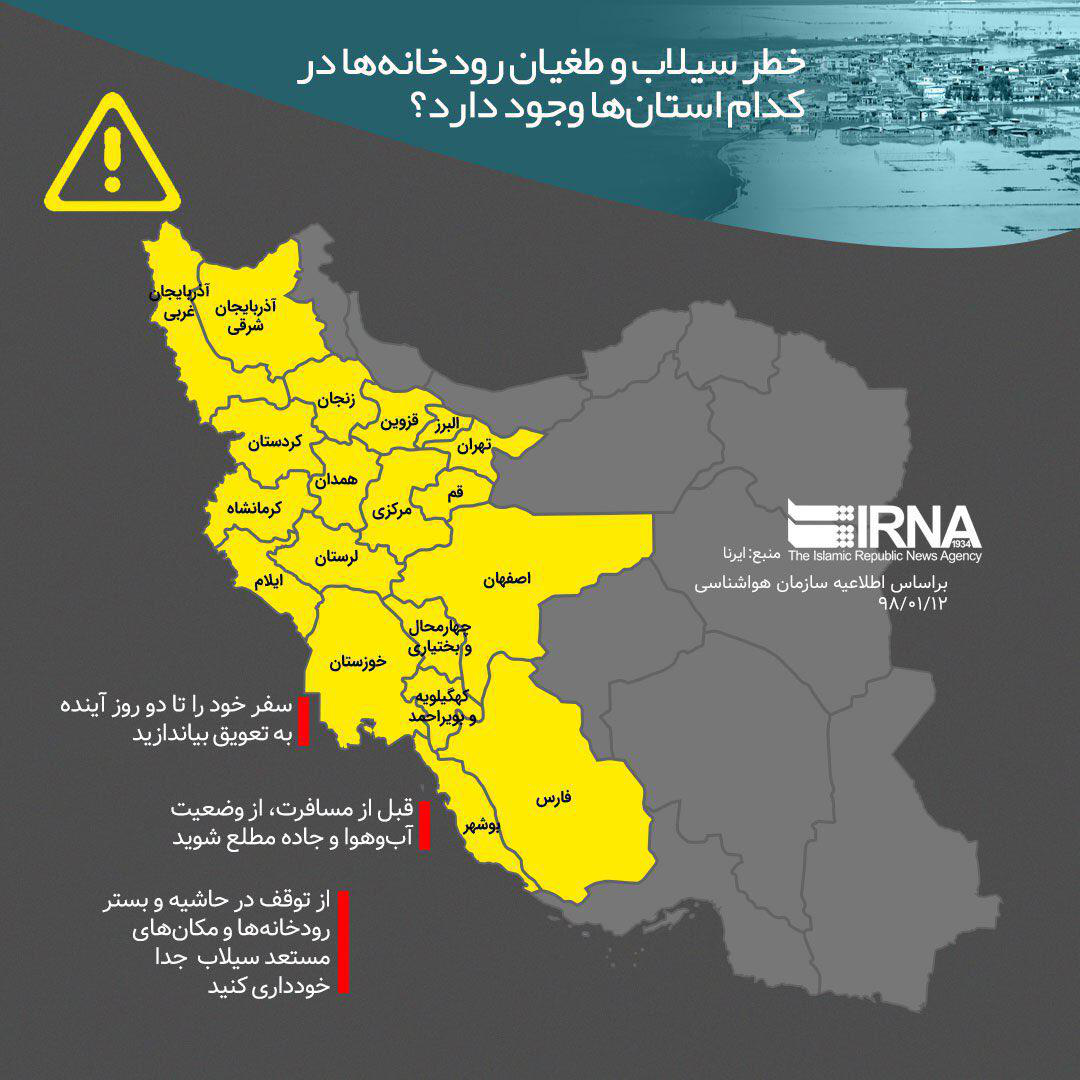 خطر سیلاب و طغیان رودخانه‌ها در
کدام استان‌ها وجود دارد؟
آذربایجان
غربی
آذربایجان
شرقی
زنجان
قزوین
البرز
تهران
کردستان
همدان
قم
کرمانشاه
مرکزی
لرستان
ایلام
اصفهان
چهارمحال
و بختیاری
خوزستان
کهگیلویه
و بویراحمد
فارس
بوشهر
IRNA
1934
The Islamic Republic News Agency
منبع: ایرنا
براساس اطلاعیه سازمان هواشناسی
۹۸/۰۱/۱۲
سفر خود را تا دو روز آینده
به تعویق بیاندازید
قبل از مسافرت، از وضعیت
آب‌وهوا و جاده مطلع شوید
از توقف در حاشیه و بستر
رودخانه‌ها و مکان‌های
مستعد سیلاب جدا
خودداری کنید